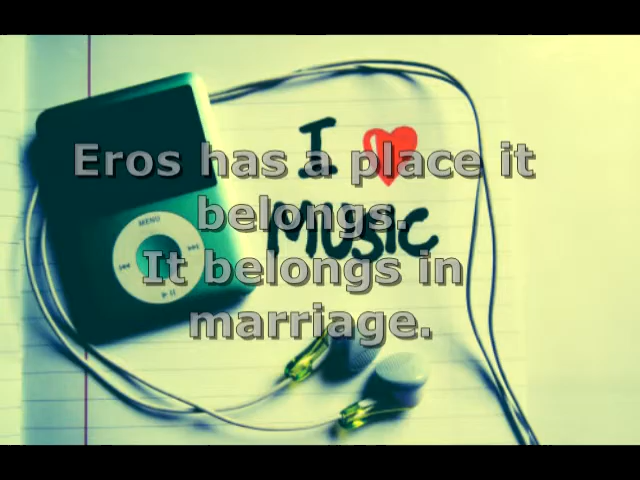 Eros has a place it
belongs.
It belongs in
marriage.
I ❤
MUSIC
MENU